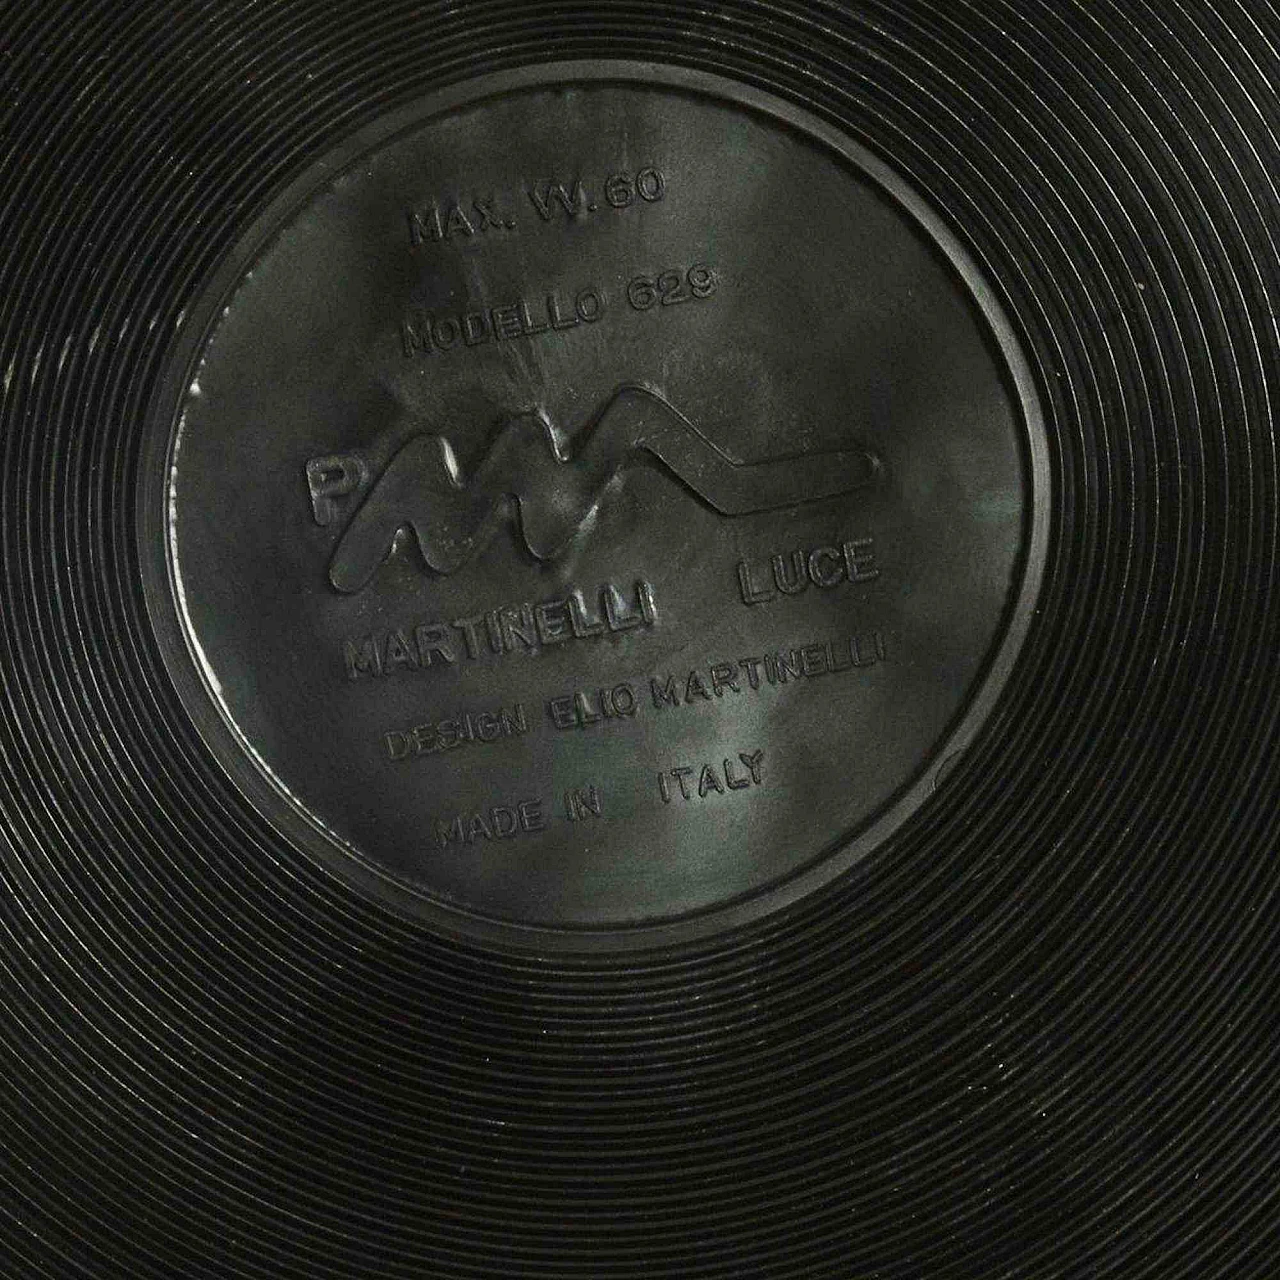 MAX. W.60
MODELLO 629
P
MARTINELLI LUCE
DESIGN ELIO MARTINELLI
MADE IN ITALY